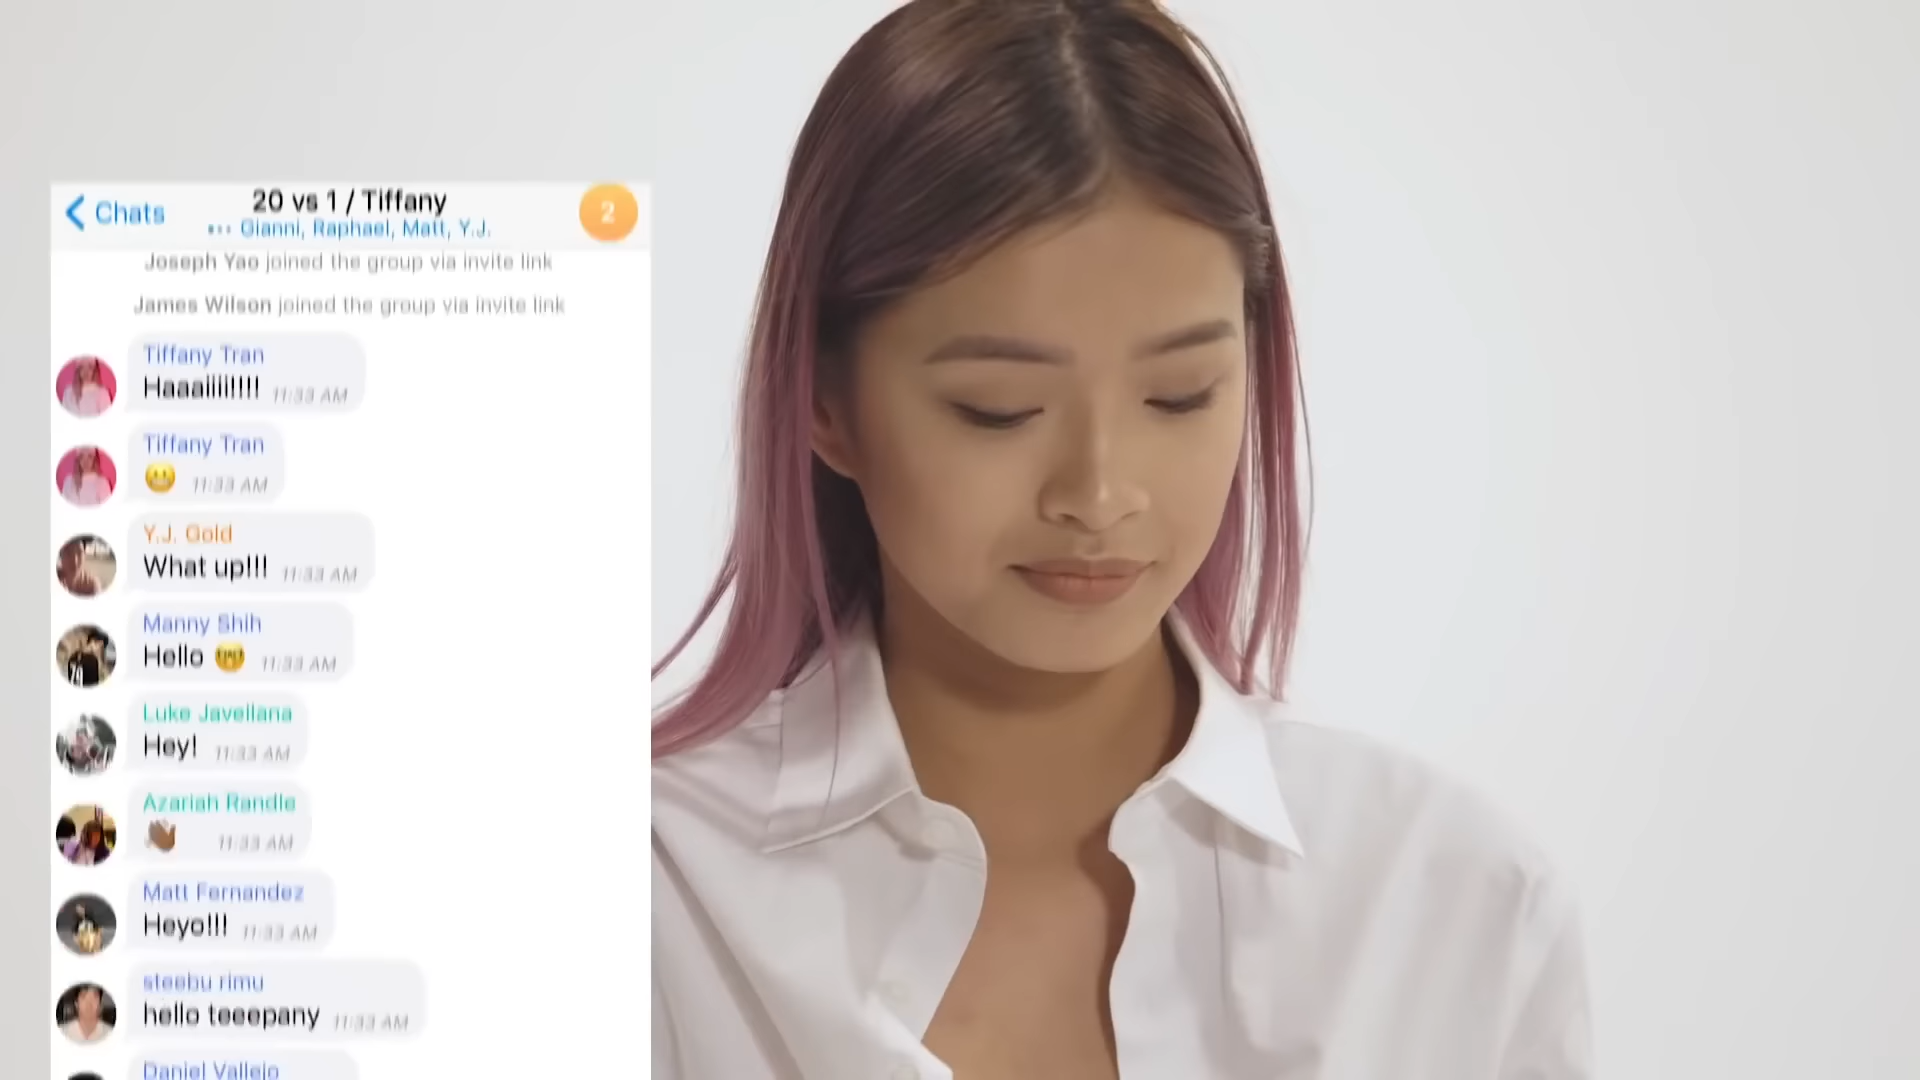 Chats
20 vs 1 / Tiffany
2
••• Gianni, Raphael, Matt, Y.J.
Joseph Yao joined the group via invite link
James Wilson joined the group via invite link
Tiffany Tran
Haaaiiii!!!! 11:33 AM
Tiffany Tran
😀 11:33 AM
Y.J. Gold
What up!!! 11:33 AM
Manny Shih
Hello 🤓 11:33 AM
Luke Javellana
Hey! 11:33 AM
Azariah Randle
👋🏾 11:33 AM
Matt Fernandez
Heyo!!! 11:33 AM
steebu rimu
hello teeepany 11:33 AM
Daniel Vallejo